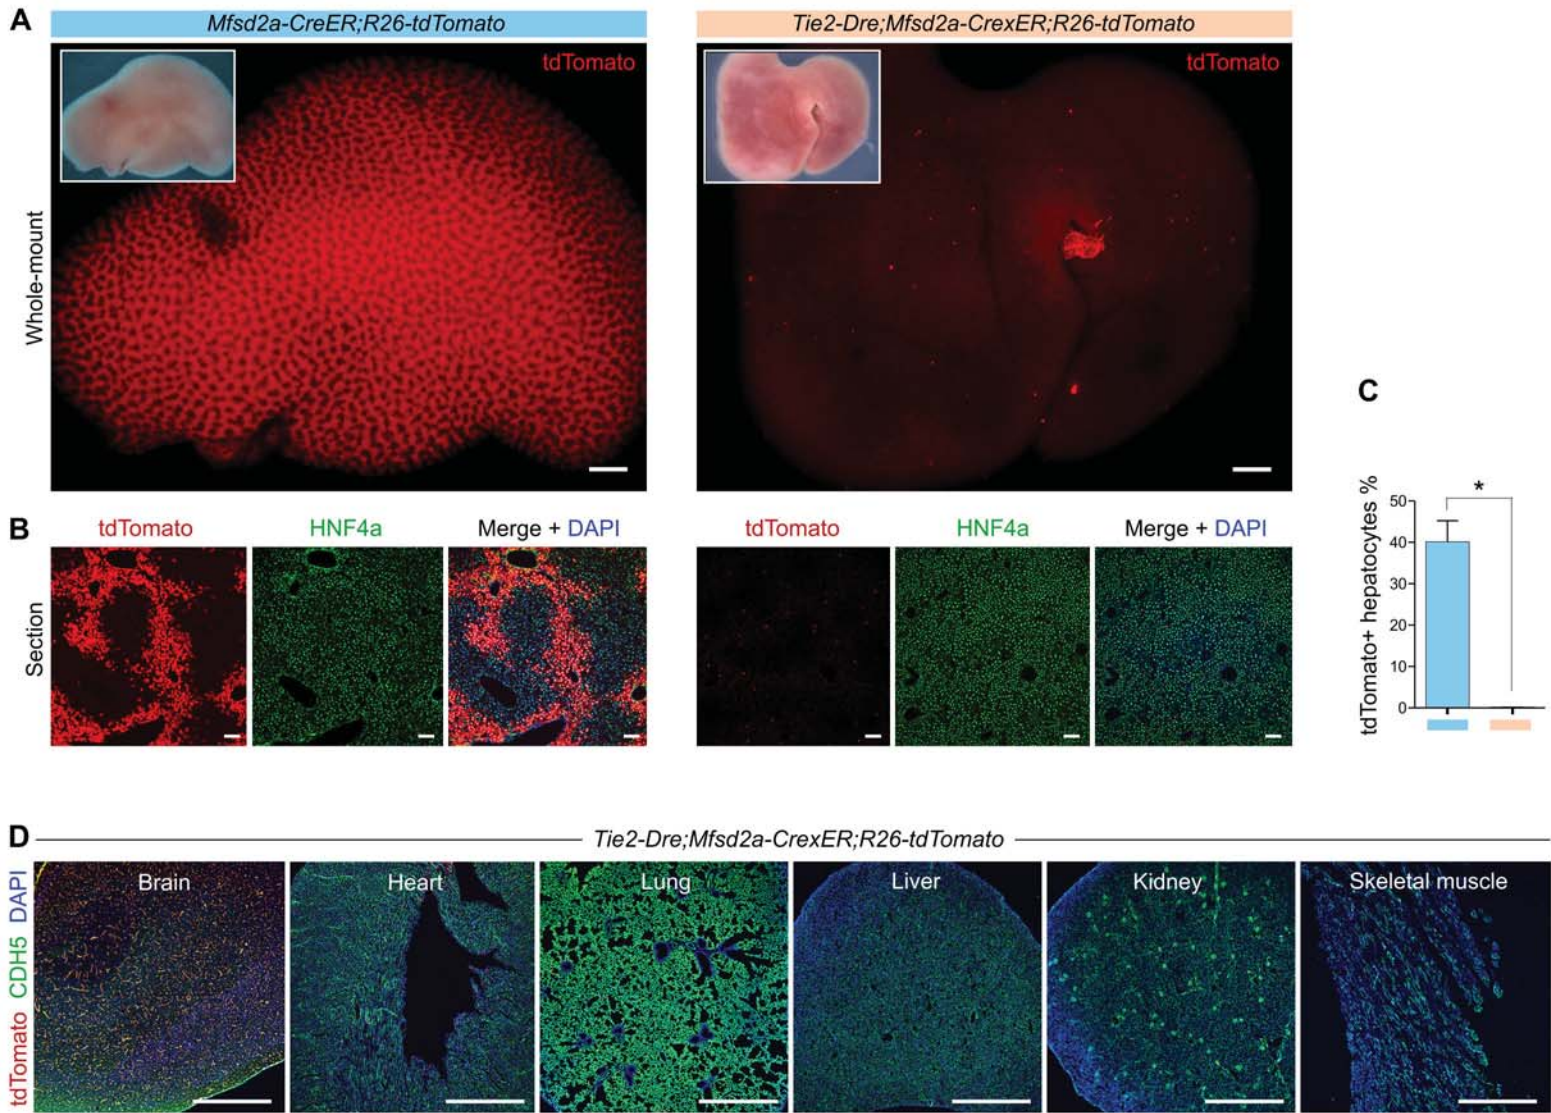 A
Mfsd2a-CreER;R26-tdTomato
Tie2-Dre;Mfsd2a-CrexER;R26-tdTomato
tdTomato
tdTomato
Whole-mount
B
tdTomato
HNF4a
Merge + DAPI
tdTomato
HNF4a
Merge + DAPI
Section
C
tdTomato+ hepatocytes %
50
40
30
20
10
0
*
D
Tie2-Dre;Mfsd2a-CrexER;R26-tdTomato
tdTomato CDH5 DAPI
Brain
Heart
Lung
Liver
Kidney
Skeletal muscle